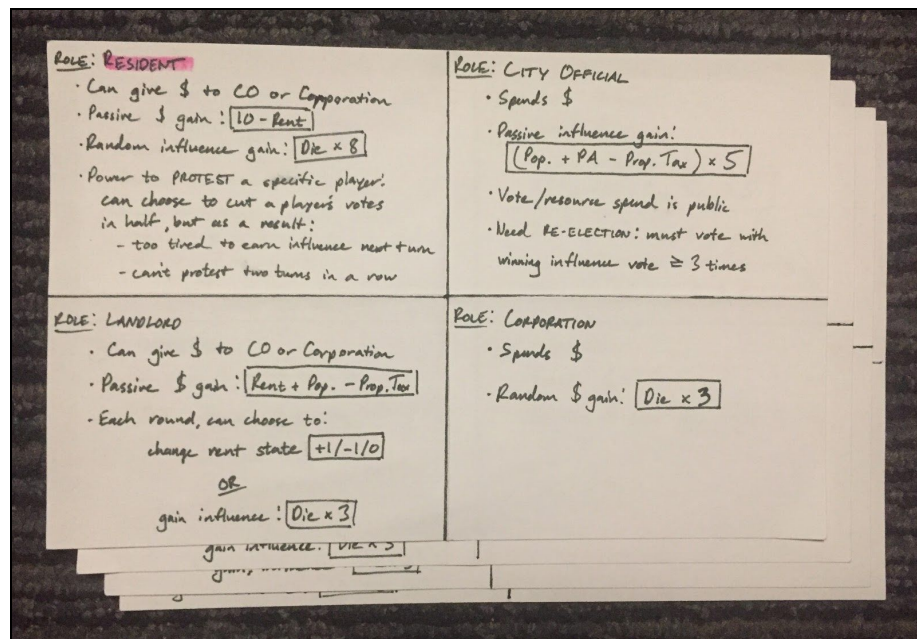 ROLE: RESIDENT
· Can give $ to CO or Corporation
· Passive $ gain: 10 - Rent
· Random influence gain: Die × 8
· Power to PROTEST a specific player:
can choose to cut a player's votes
in half, but as a result:
- too tired to earn influence next turn
- can't protest two turns in a row
ROLE: CITY OFFICIAL
· Spends $
· Passive influence gain:
(Pop. + PA - Prop. Tax) × 5
· Vote/resource spend is public
· Need RE-ELECTION: must vote with
winning influence vote ≥ 3 times
ROLE: LANDLORD
· Can give $ to CO or Corporation
· Passive $ gain: Rent + Pop. - Prop. Tax
· Each round, can choose to:
change rent state +1/-1/0
OR
gain influence: Die × 3
ROLE: CORPORATION
· Spends $
· Random $ gain: Die × 3
gain influence: Die × 3